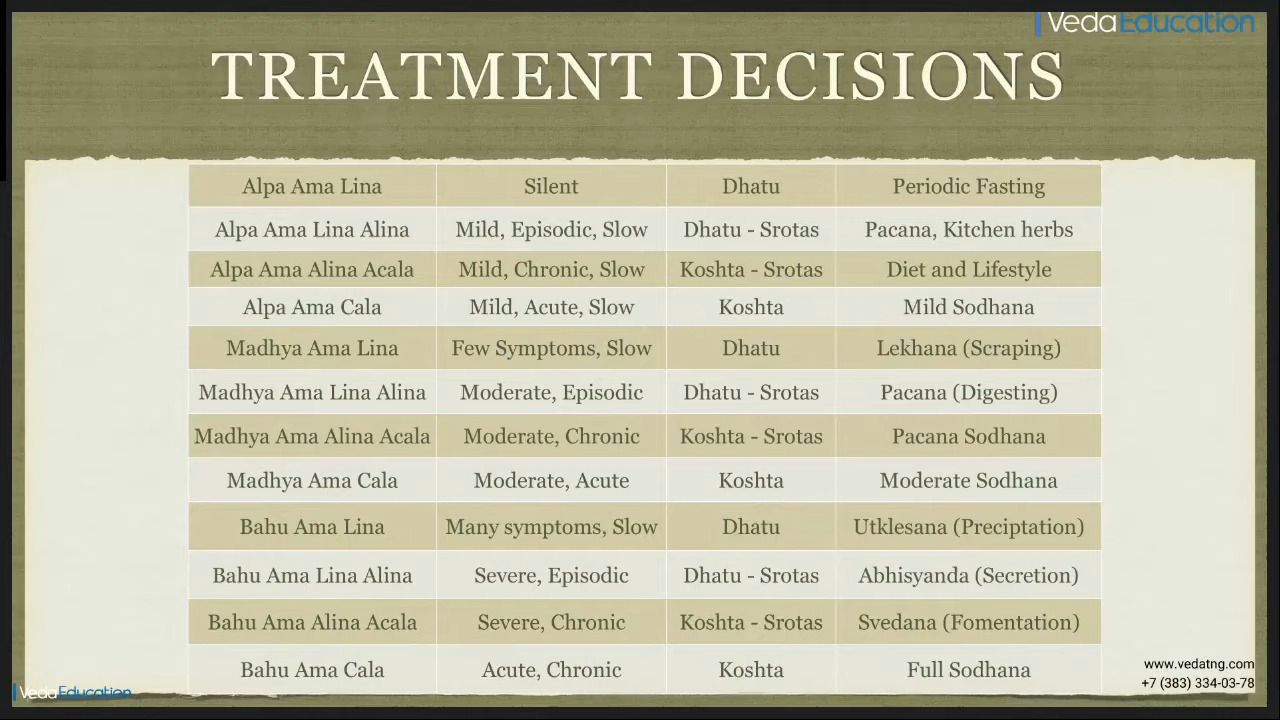 VedaEducation
TREATMENT DECISIONS
Alpa Ama Lina Silent Dhatu Periodic Fasting
Alpa Ama Lina Alina Mild, Episodic, Slow Dhatu - Srotas Pacana, Kitchen herbs
Alpa Ama Alina Acala Mild, Chronic, Slow Koshta - Srotas Diet and Lifestyle
Alpa Ama Cala Mild, Acute, Slow Koshta Mild Sodhana
Madhya Ama Lina Few Symptoms, Slow Dhatu Lekhana (Scraping)
Madhya Ama Lina Alina Moderate, Episodic Dhatu - Srotas Pacana (Digesting)
Madhya Ama Alina Acala Moderate, Chronic Koshta - Srotas Pacana Sodhana
Madhya Ama Cala Moderate, Acute Koshta Moderate Sodhana
Bahu Ama Lina Many symptoms, Slow Dhatu Utklesana (Preciptation)
Bahu Ama Lina Alina Severe, Episodic Dhatu - Srotas Abhisyanda (Secretion)
Bahu Ama Alina Acala Severe, Chronic Koshta - Srotas Svedana (Fomentation)
Bahu Ama Cala Acute, Chronic Koshta Full Sodhana
www.vedatng.com
+7 (383) 334-03-78
VedaEducation